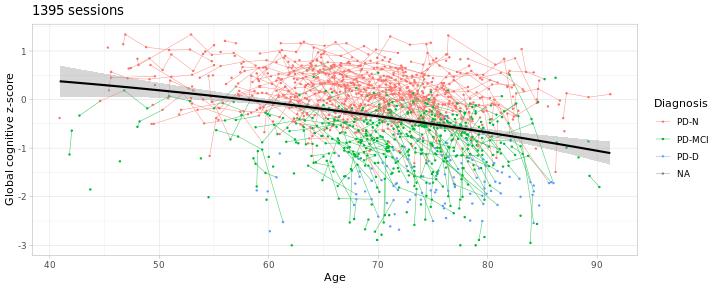 1395 sessions
Global cognitive z-score
1
0
-1
-2
-3
40
50
60
70
80
90
Age
Diagnosis
PD-N
PD-MCI
PD-D
NA